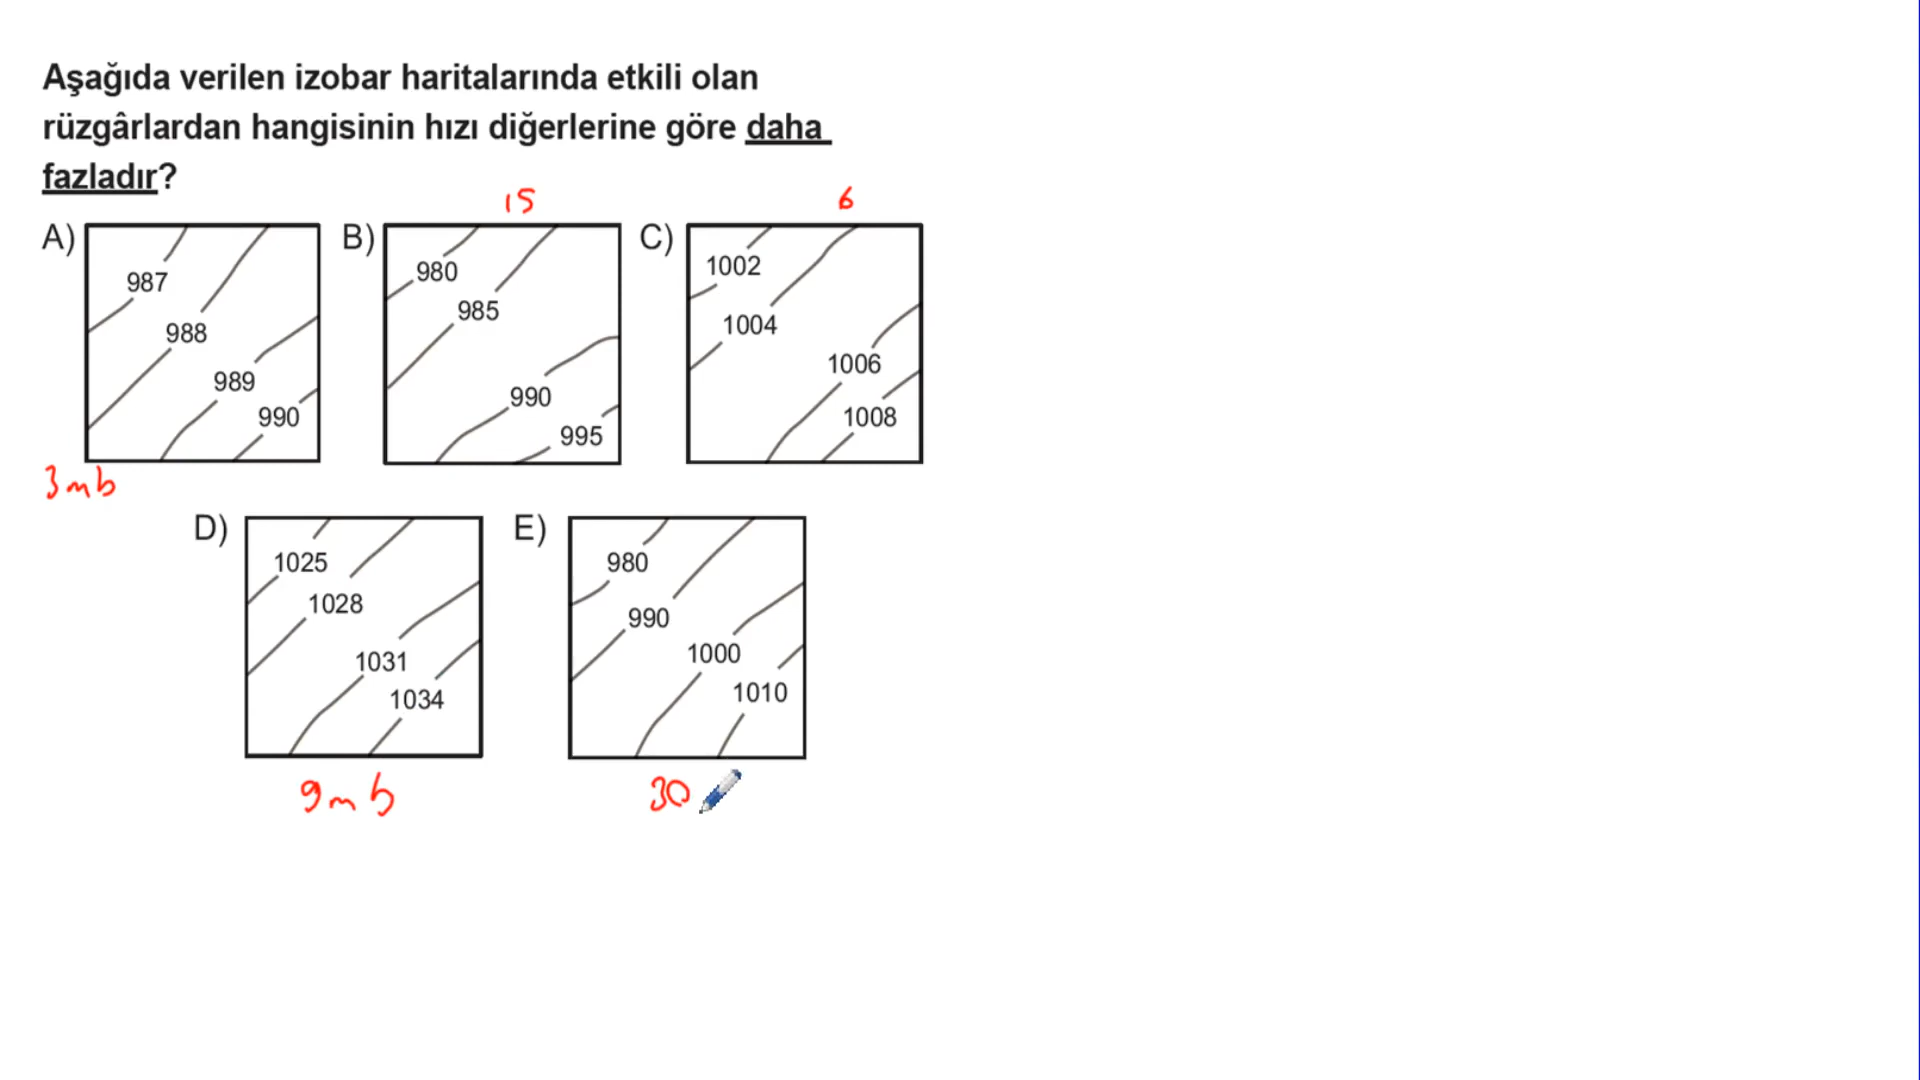 Aşağıda verilen izobar haritalarında etkili olan
rüzgârlardan hangisinin hızı diğerlerine göre daha
fazladır?
15
6
A)
987
988
989
990
3mb
B)
980
985
990
995
C)
1002
1004
1006
1008
D)
1025
1028
1031
1034
9mb
E)
980
990
1000
1010
30